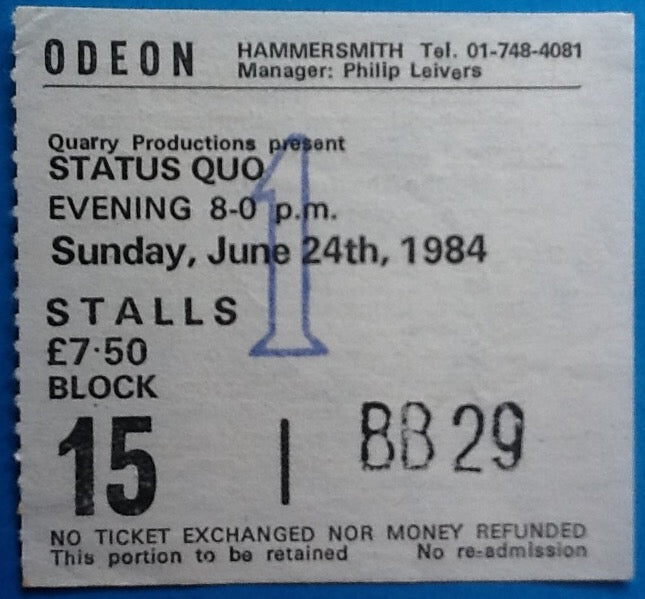 ODEON HAMMERSMITH Tel. 01-748-4081
Manager: Philip Leivers
Quarry Productions present
STATUS QUO
EVENING 8-0 p.m.
Sunday, June 24th, 1984
1
STALLS
£7·50
BLOCK
15 | BB 29
NO TICKET EXCHANGED NOR MONEY REFUNDED
This portion to be retained No re-admission